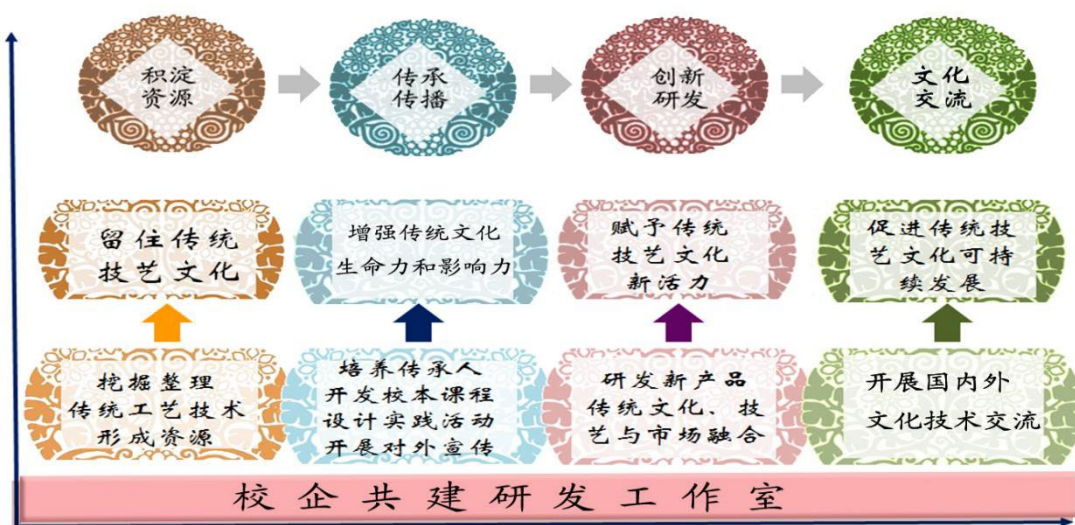 积淀
资源
传承
传播
创新
研发
文化
交流
留住传统
技艺文化
增强传统文化
生命力和影响力
赋予传统
技艺文化
新活力
促进传统技
艺文化可持
续发展
挖掘整理
传统工艺技术
形成资源
培养传承人
开发校本课程
设计实践活动
开展对外宣传
研发新产品
传统文化、技
艺与市场融合
开展国内外
文化技术交流
校企共建研发工作室